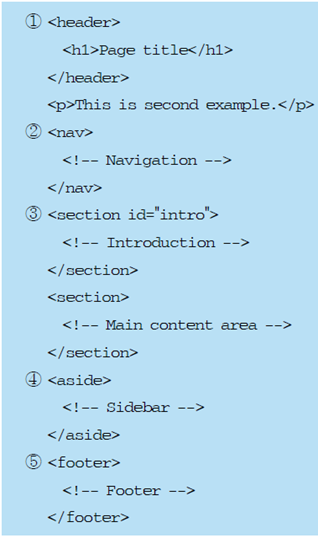 ① <header>
<h1>Page title</h1>
</header>
<p>This is second example.</p>
② <nav>
<!-- Navigation -->
</nav>
③ <section id="intro">
<!-- Introduction -->
</section>
<section>
<!-- Main content area -->
</section>
④ <aside>
<!-- Sidebar -->
</aside>
⑤ <footer>
<!-- Footer -->
</footer>